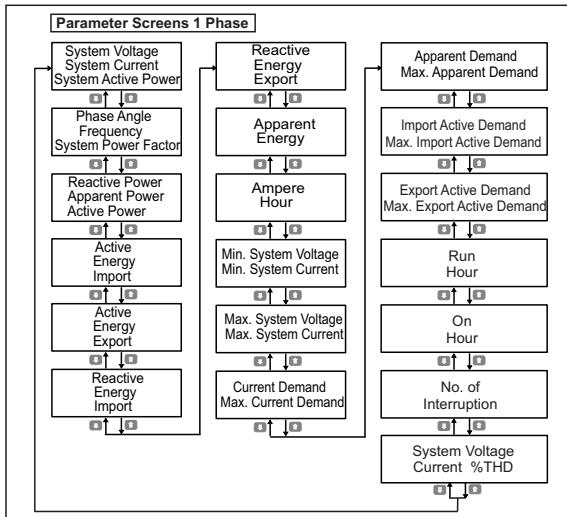 Parameter Screens 1 Phase
System Voltage
System Current
System Active Power
Phase Angle
Frequency
System Power Factor
Reactive Power
Apparent Power
Active Power
Active
Energy
Import
Active
Energy
Export
Reactive
Energy
Import
Reactive
Energy
Export
Apparent
Energy
Ampere
Hour
Min. System Voltage
Min. System Current
Max. System Voltage
Max. System Current
Current Demand
Max. Current Demand
Apparent Demand
Max. Apparent Demand
Import Active Demand
Max. Import Active Demand
Export Active Demand
Max. Export Active Demand
Run
Hour
On
Hour
No. of
Interruption
System Voltage
Current %THD